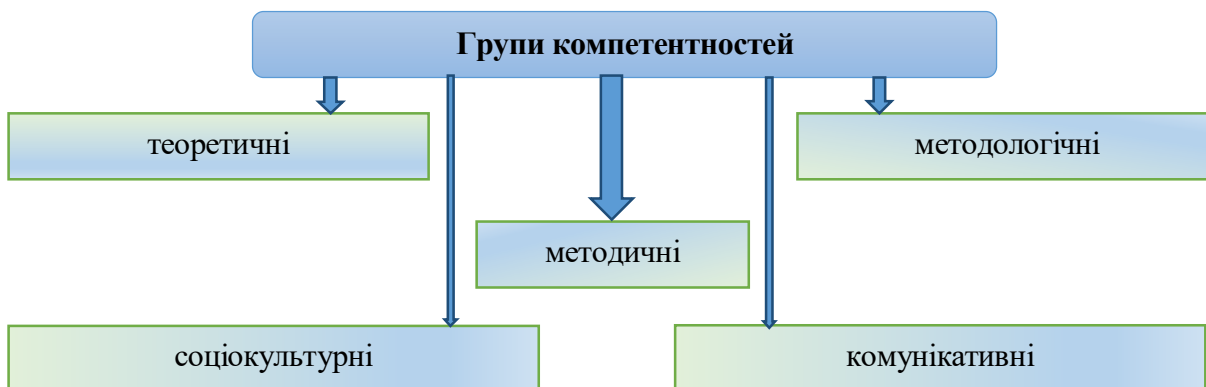 Групи компетентностей
теоретичні
методологічні
методичні
соціокультурні
комунікативні